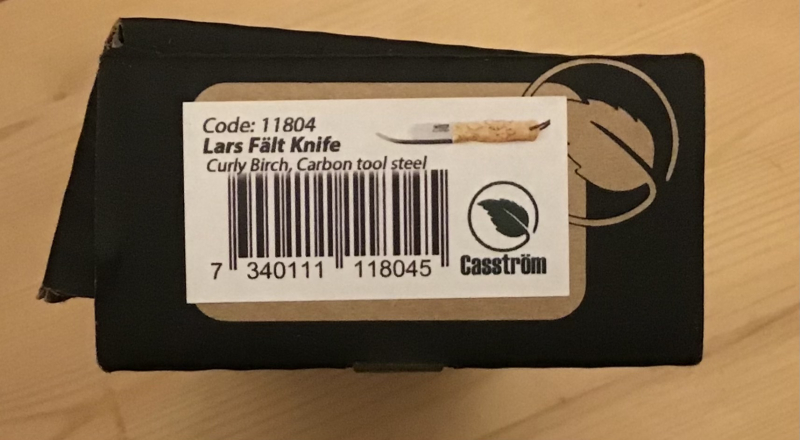 Code: 11804
Lars Fält Knife
Curly Birch, Carbon tool steel
7 340111 118045
Casström